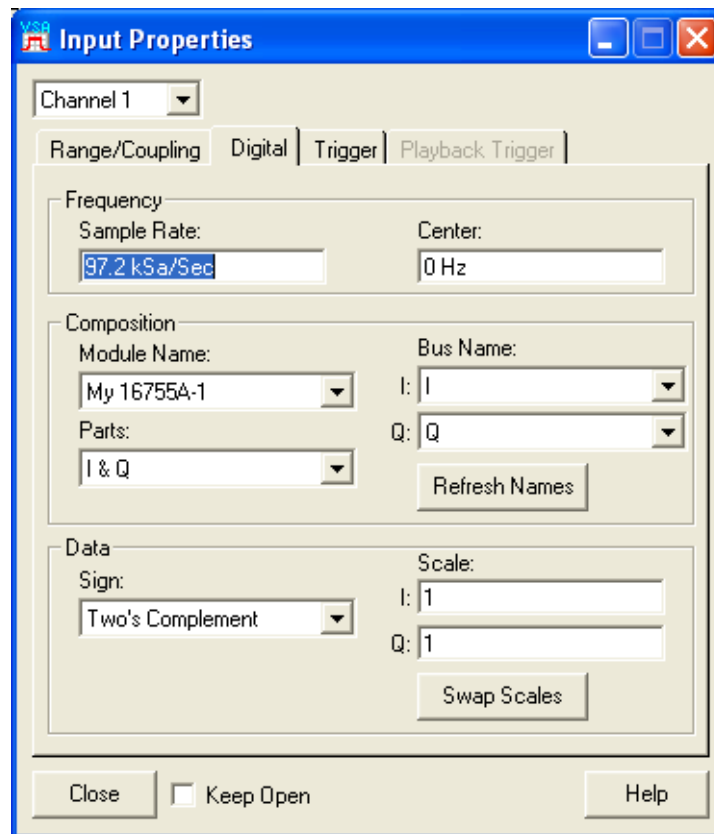 VSA
Input Properties
Channel 1
Range/Coupling Digital Trigger Playback Trigger
Frequency
Sample Rate: Center:
97.2 kSa/Sec 0 Hz
Composition
Module Name: Bus Name:
My 16755A-1 I: I
Parts: Q: Q
I & Q
Refresh Names
Data
Sign: Scale:
Two's Complement I: 1
Q: 1
Swap Scales
Close Keep Open Help